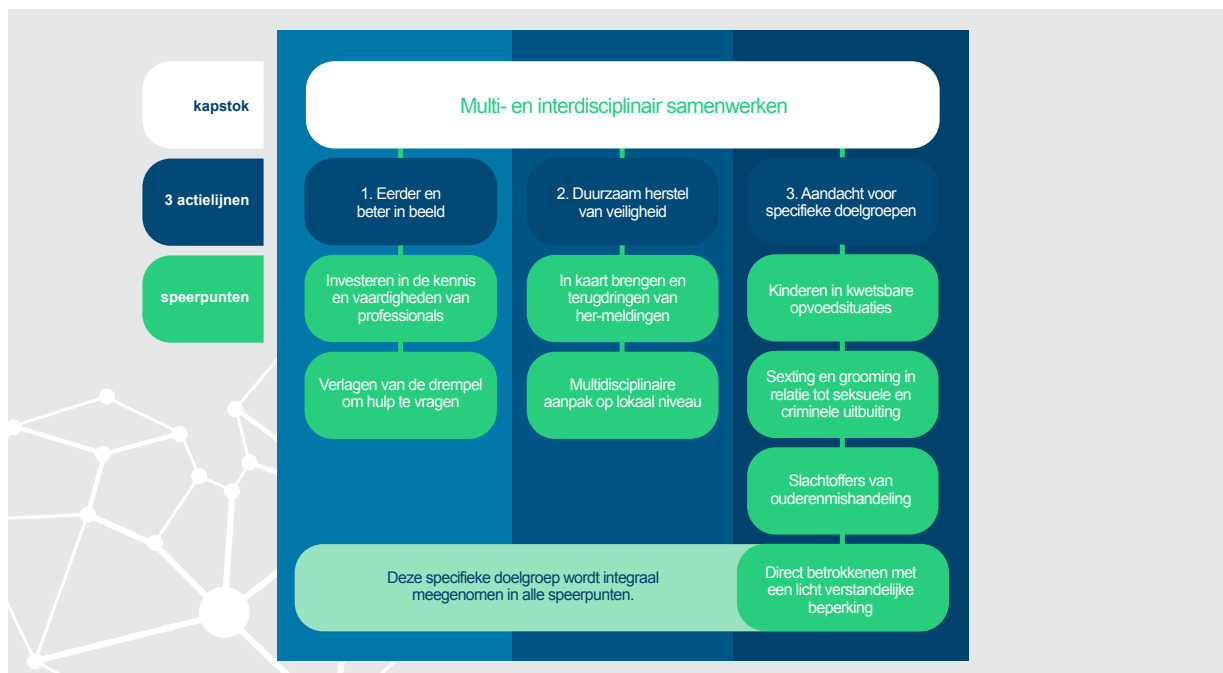 kapstok
Multi- en interdisciplinair samenwerken
3 actielijnen
1. Eerder en
beter in beeld
2. Duurzaam herstel
van veiligheid
3. Aandacht voor
specifieke doelgroepen
speerpunten
Investeren in de kennis
en vaardigheden van
professionals
In kaart brengen en
terugdringen van
her-meldingen
Kinderen in kwetsbare
opvoedsituaties
Verlagen van de drempel
om hulp te vragen
Multidisciplinaire
aanpak op lokaal niveau
Sexting en grooming in
relatie tot seksuele en
criminele uitbuiting
Slachtoffers van
ouderenmishandeling
Deze specifieke doelgroep wordt integraal
meegenomen in alle speerpunten.
Direct betrokkenen met
een licht verstandelijke
beperking